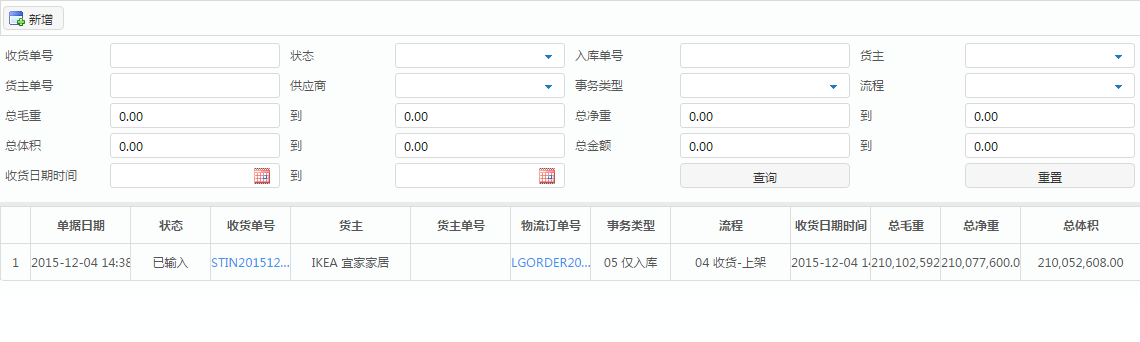 新增
收货单号 状态 入库单号 货主
货主单号 供应商 事务类型 流程
总毛重 0.00 到 0.00 总净重 0.00 到 0.00
总体积 0.00 到 0.00 总金额 0.00 到 0.00
收货日期时间 到 查询 重置
单据日期 状态 收货单号 货主 货主单号 物流订单号 事务类型 流程 收货日期时间 总毛重 总净重 总体积
1 2015-12-04 14:38 已输入 STIN201512... IKEA 宜家家居 LGORDER20... 05 仅入库 04 收货-上架 2015-12-04 14 210,102,592 210,077,600.0 210,052,608.00